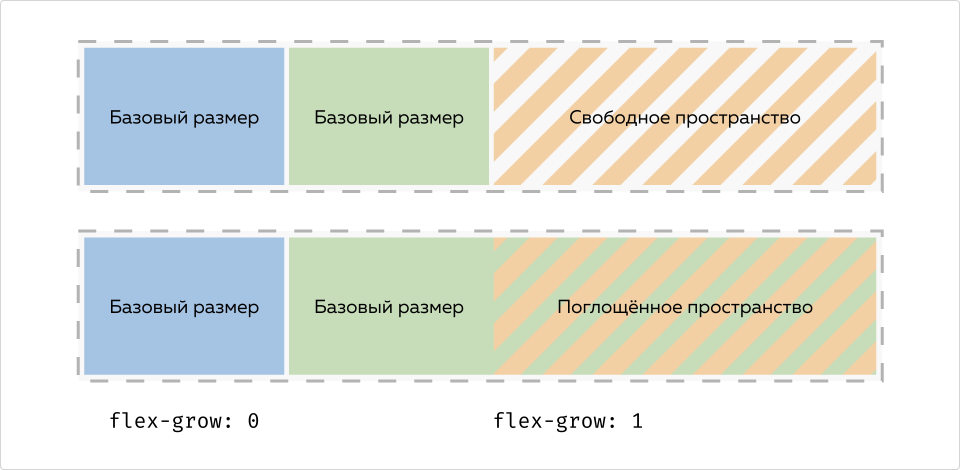 Базовый размер
Базовый размер
Свободное пространство
Базовый размер
Базовый размер
Поглощённое пространство
flex-grow: 0
flex-grow: 1